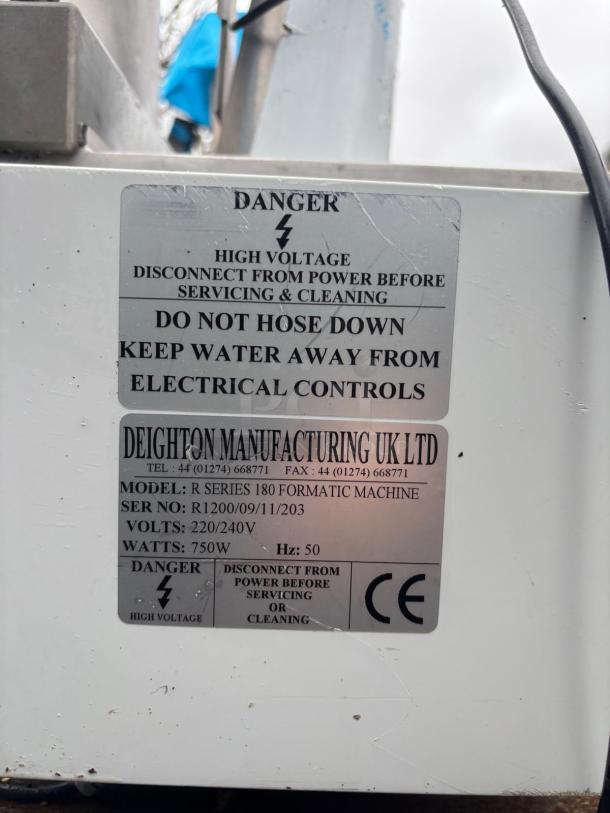 DANGER
HIGH VOLTAGE
DISCONNECT FROM POWER BEFORE
SERVICING & CLEANING
DO NOT HOSE DOWN
KEEP WATER AWAY FROM
ELECTRICAL CONTROLS
DEIGHTON MANUFACTURING UK LTD
TEL : 44 (01274) 668771 FAX : 44 (01274) 668771
MODEL: R SERIES 180 FORMATIC MACHINE
SER NO: R1200/09/11/203
VOLTS: 220/240V
WATTS: 750W Hz: 50
DANGER
HIGH VOLTAGE
DISCONNECT FROM
POWER BEFORE
SERVICING
OR
CLEANING
CE